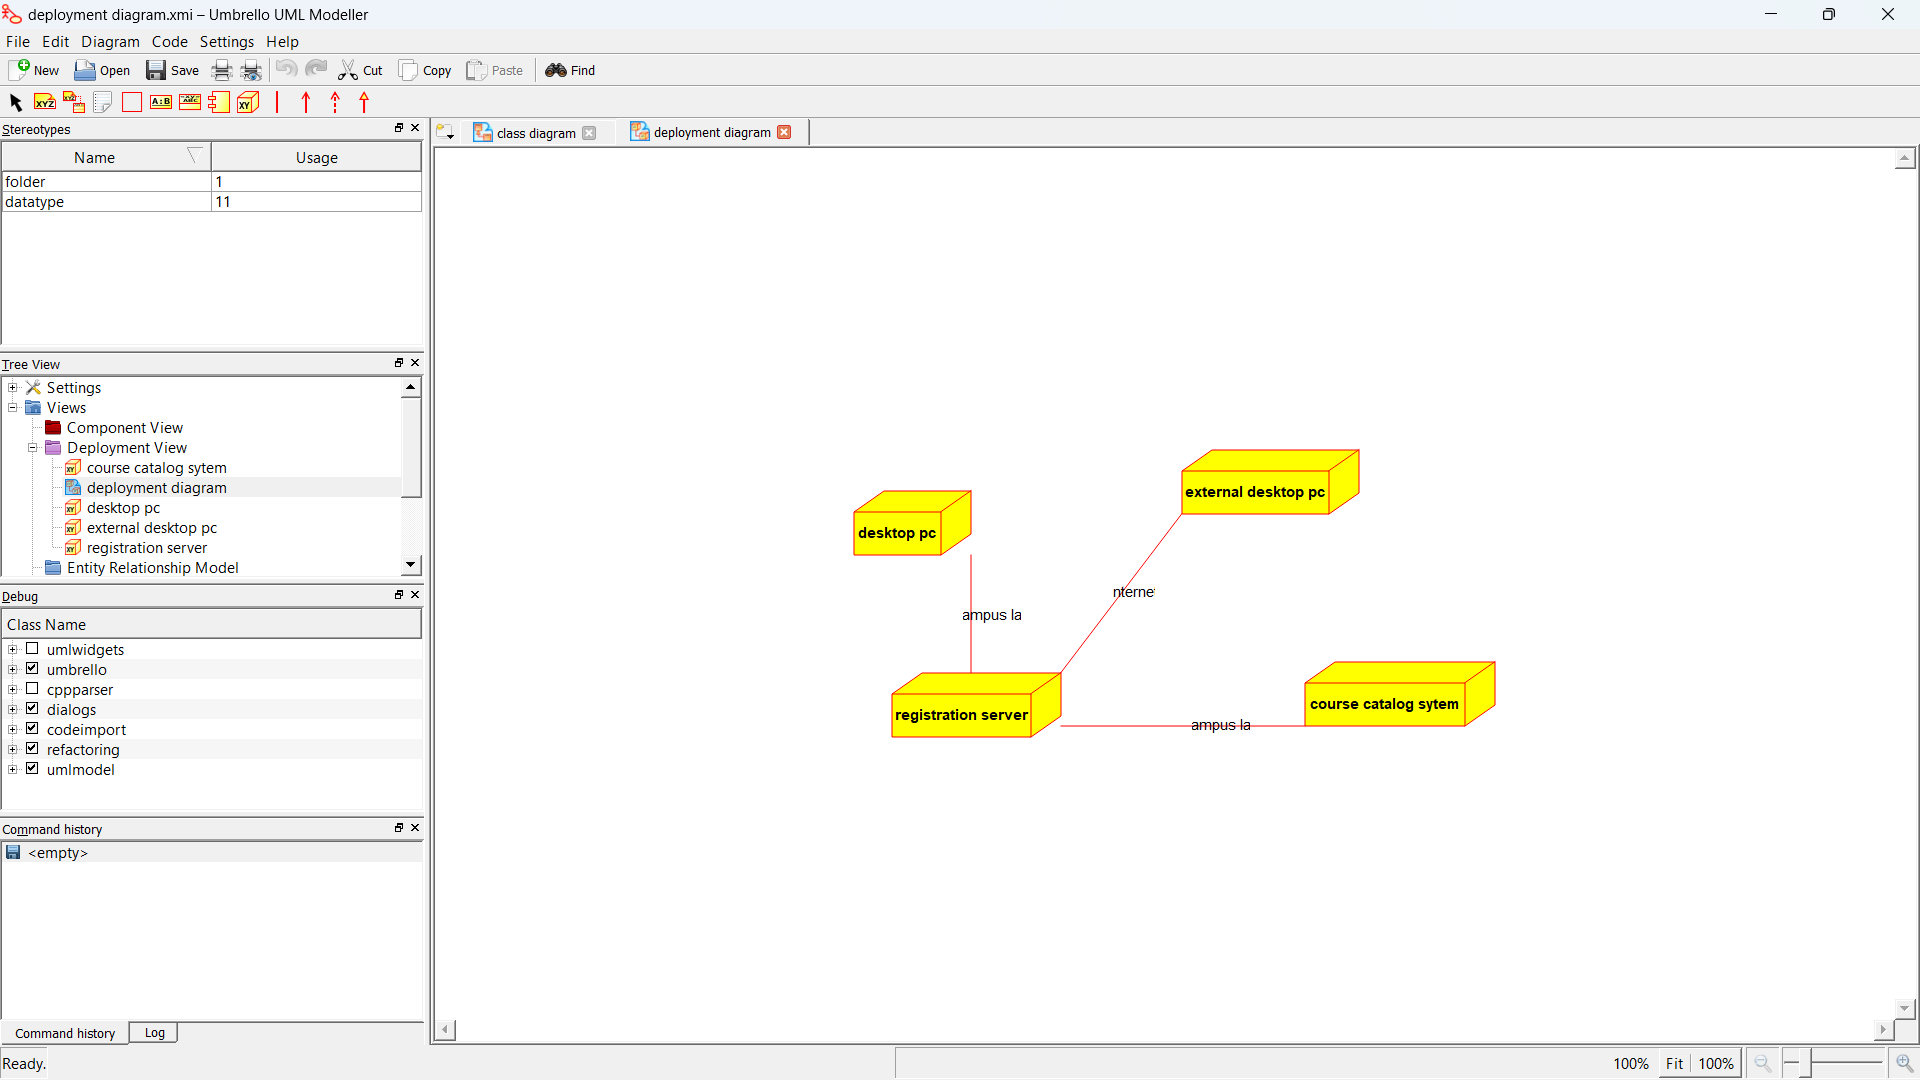 deployment diagram.xmi – Umbrello UML Modeller
File Edit Diagram Code Settings Help
New Open Save Cut Copy Paste Find
XYZ A:B ABC XY
Stereotypes
Name Usage
folder 1
datatype 11
Tree View
Settings
Views
Component View
Deployment View
course catalog sytem
deployment diagram
desktop pc
external desktop pc
registration server
Entity Relationship Model
Debug
Class Name
umlwidgets
umbrello
cppparser
dialogs
codeimport
refactoring
umlmodel
Command history
<empty>
Command history Log
class diagram deployment diagram
external desktop pc
desktop pc
nterne
ampus la
registration server
course catalog sytem
ampus la
Ready.
100% Fit 100%